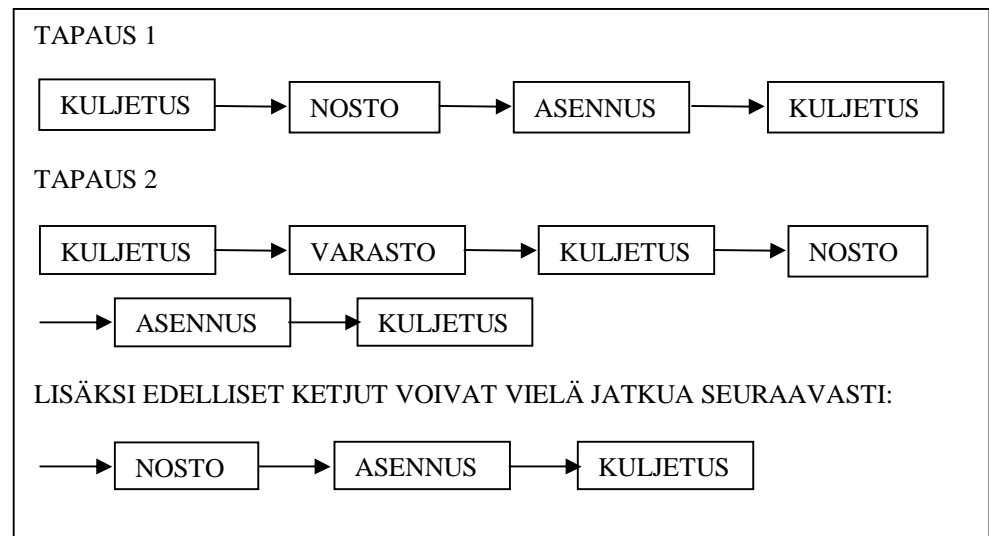 TAPAUS 1
KULJETUS NOSTO ASENNUS KULJETUS
TAPAUS 2
KULJETUS VARASTO KULJETUS NOSTO
ASENNUS KULJETUS
LISÄKSI EDELLISET KETJUT VOIVAT VIELÄ JATKUA SEURAAVASTI:
NOSTO ASENNUS KULJETUS